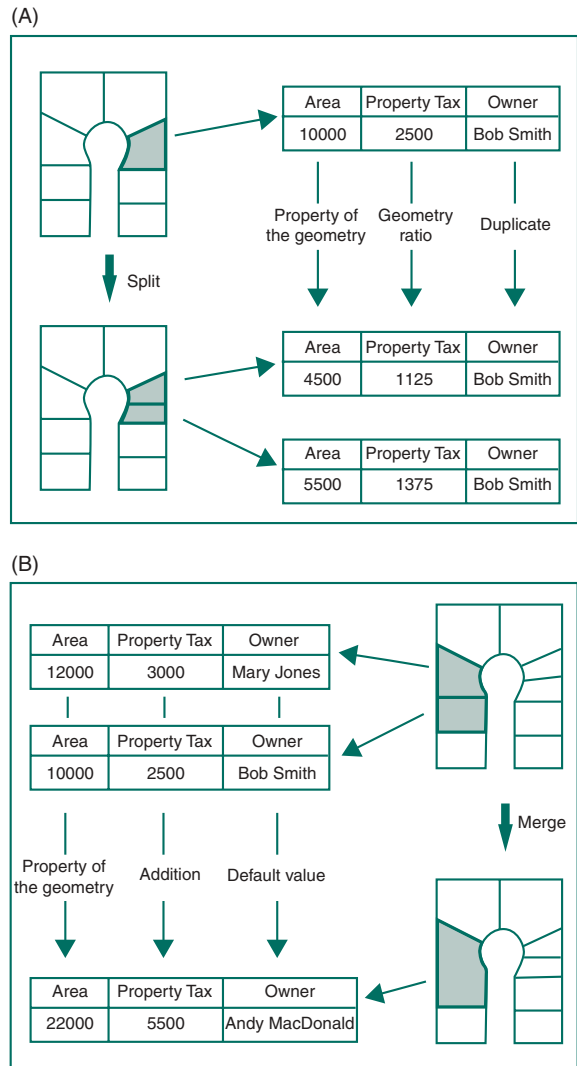 (A)
Area Property Tax Owner
10000 2500 Bob Smith
Property of
the geometry
Geometry
ratio
Duplicate
Split
Area Property Tax Owner
4500 1125 Bob Smith
Area Property Tax Owner
5500 1375 Bob Smith
(B)
Area Property Tax Owner
12000 3000 Mary Jones
Area Property Tax Owner
10000 2500 Bob Smith
Merge
Property of
the geometry
Addition
Default value
Area Property Tax Owner
22000 5500 Andy MacDonald